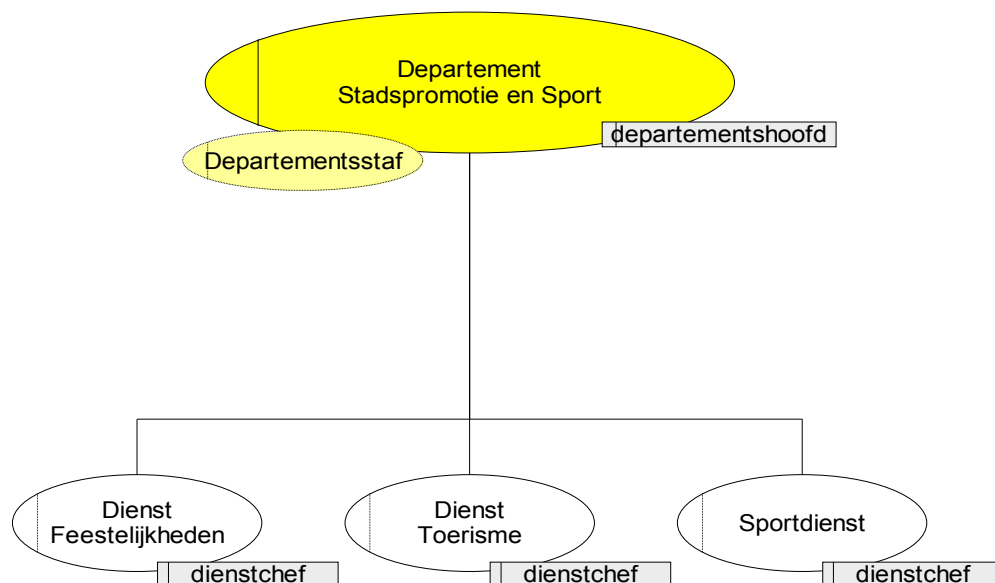 Departement
Stadspromotie en Sport
departementshoofd
Departementsstaf
Dienst
Feestelijkheden
dienstchef
Dienst
Toerisme
dienstchef
Sportdienst
dienstchef